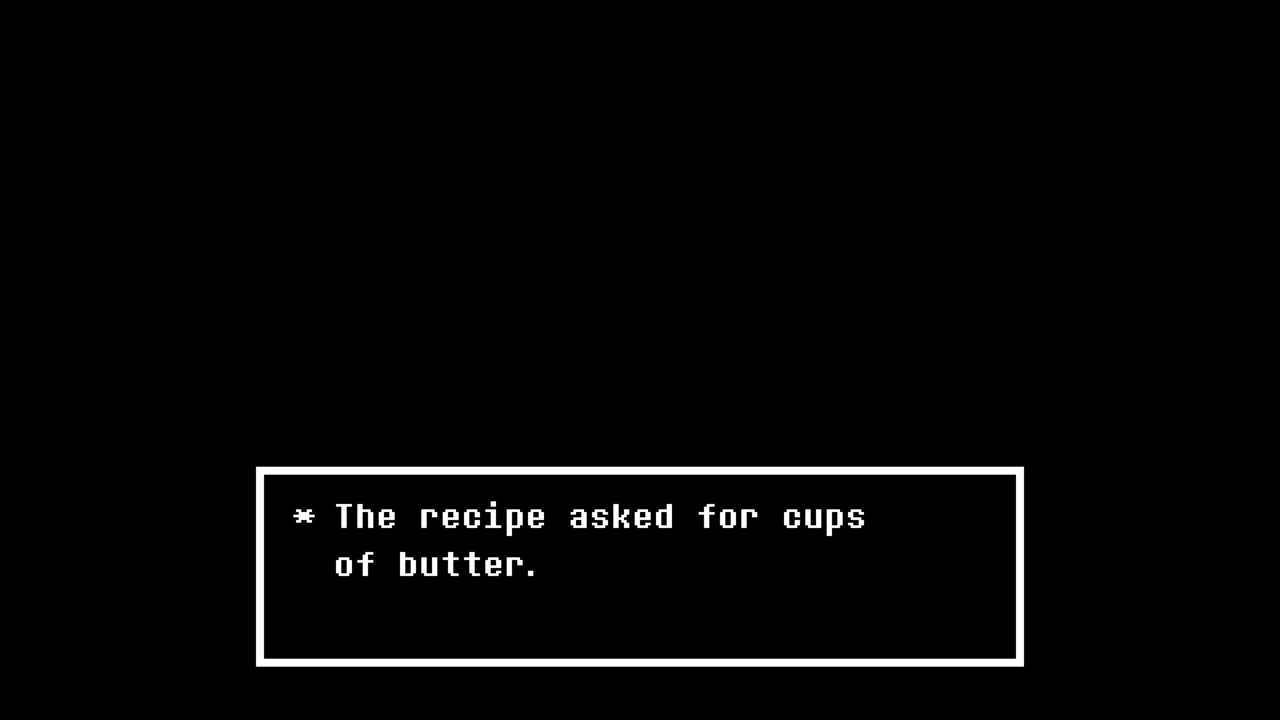 * The recipe asked for cups
of butter.